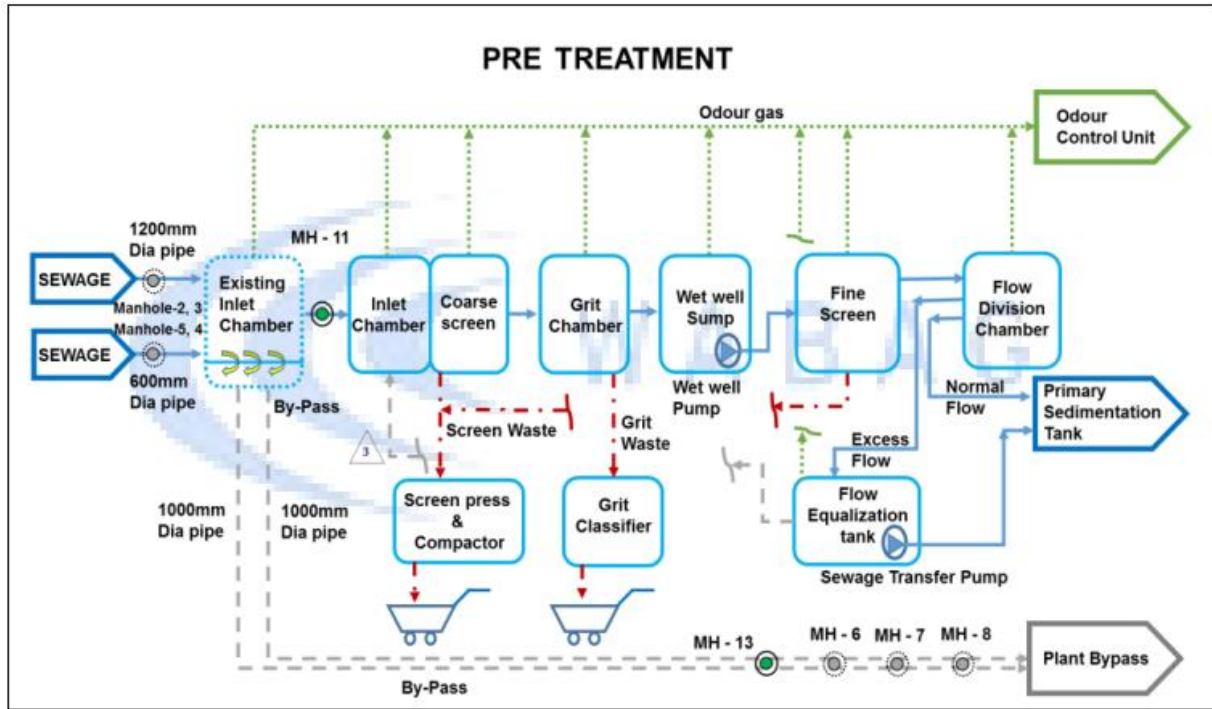 PRE TREATMENT
Odour gas
Odour
Control Unit
1200mm
Dia pipe
MH - 11
SEWAGE
Manhole-2, 3
Manhole-5, 4
SEWAGE
600mm
Dia pipe
Existing
Inlet
Chamber
By-Pass
Inlet
Chamber
Coarse
screen
Grit
Chamber
Wet well
Sump
Wet well
Pump
Fine
Screen
Flow
Division
Chamber
Normal
Flow
Primary
Sedimentation
Tank
Screen Waste
Grit
Waste
Excess
Flow
3
1000mm
Dia pipe
1000mm
Dia pipe
Screen press
&
Compactor
Grit
Classifier
Flow
Equalization
tank
Sewage Transfer Pump
MH - 13
MH - 6
MH - 7
MH - 8
Plant Bypass
By-Pass
WABAG